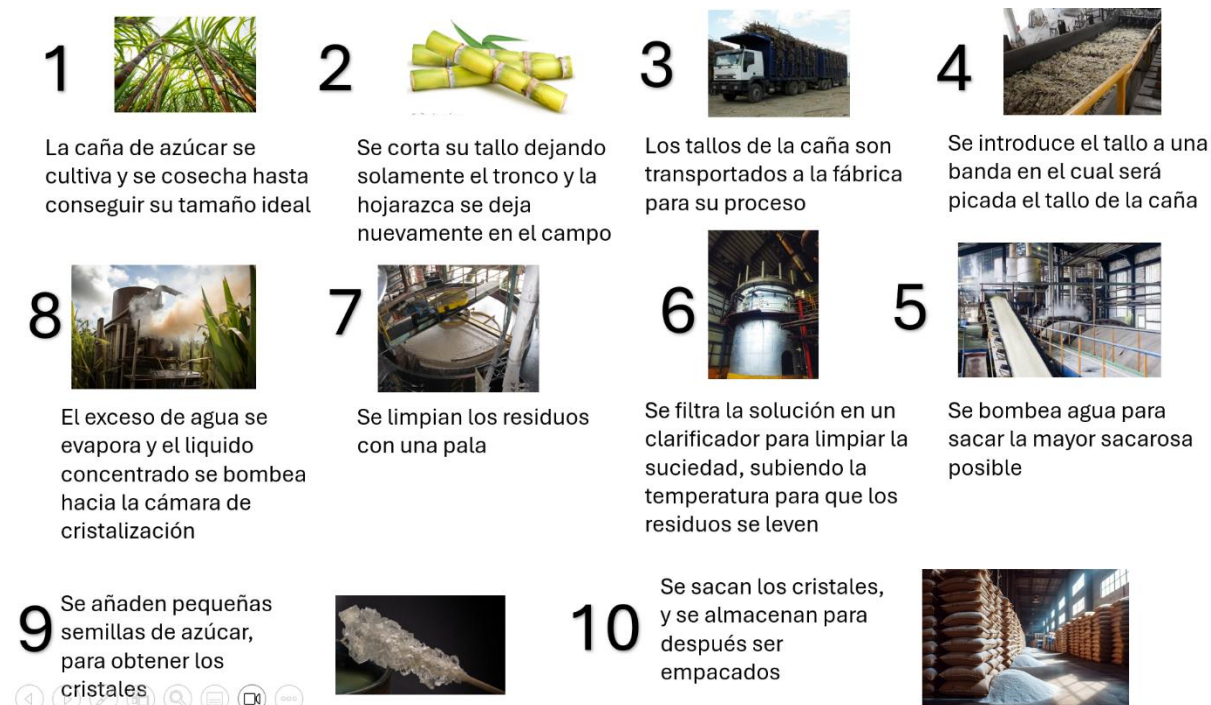 1
La caña de azúcar se
cultiva y se cosecha hasta
conseguir su tamaño ideal
2
Se corta su tallo dejando
solamente el tronco y la
hojarazca se deja
nuevamente en el campo
3
Los tallos de la caña son
transportados a la fábrica
para su proceso
4
Se introduce el tallo a una
banda en el cual será
picada el tallo de la caña
8
El exceso de agua se
evapora y el liquido
concentrado se bombea
hacia la cámara de
cristalización
7
Se limpian los residuos
con una pala
6
Se filtra la solución en un
clarificador para limpiar la
suciedad, subiendo la
temperatura para que los
residuos se leven
5
Se bombea agua para
sacar la mayor sacarosa
posible
9
Se añaden pequeñas
semillas de azúcar,
para obtener los
cristales
10
Se sacan los cristales,
y se almacenan para
después ser
empacados